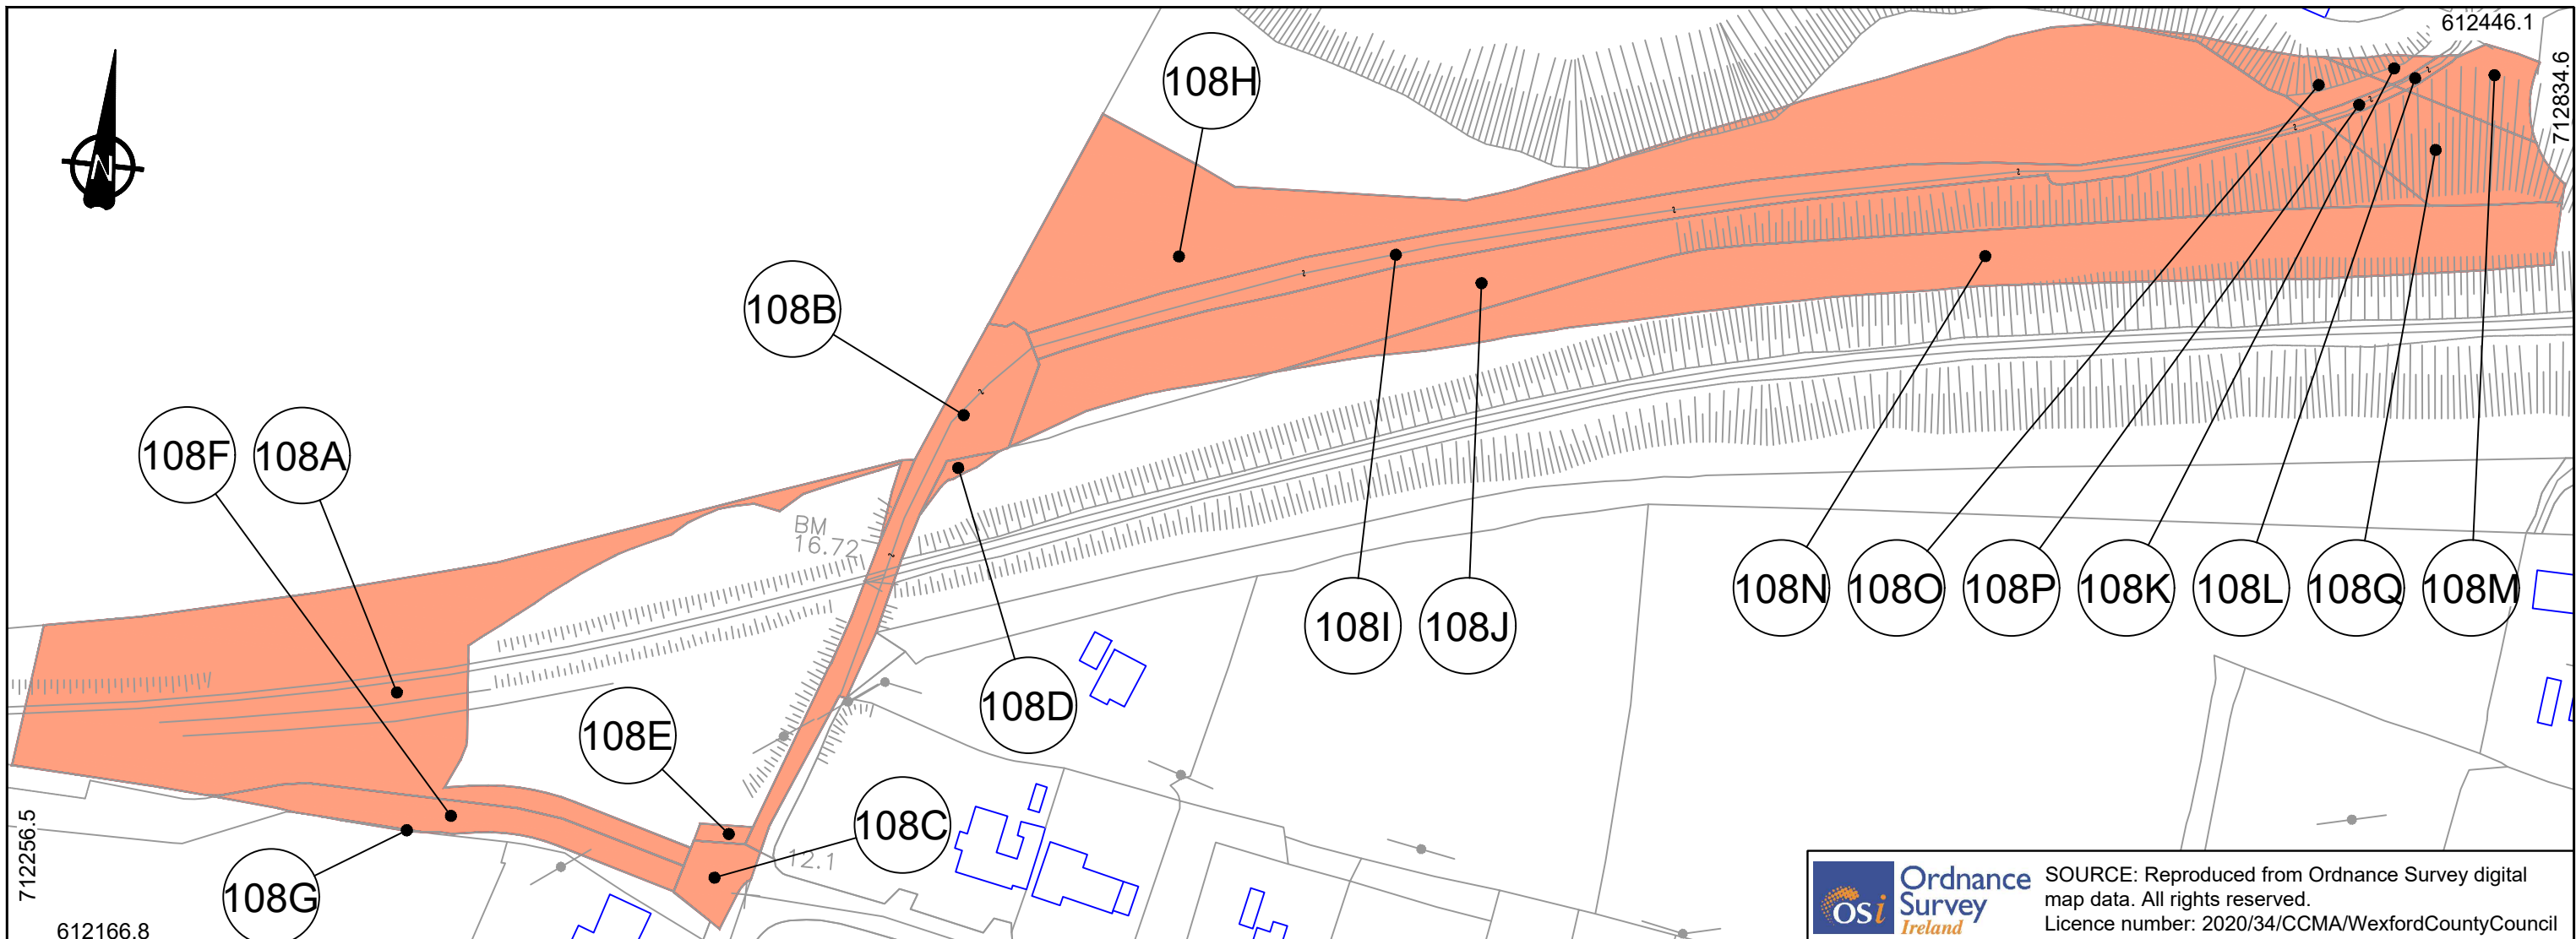 612446.1
712834.6
N
108H
108B
108F
108A
BM
16.72
108N
108O
108P
108K
108L
108Q
108M
108I
108J
108D
108E
108C
12.1
108G
712256.5
612166.8
osi
Ordnance
Survey
Ireland
SOURCE: Reproduced from Ordnance Survey digital
map data. All rights reserved.
Licence number: 2020/34/CCMA/WexfordCountyCouncil